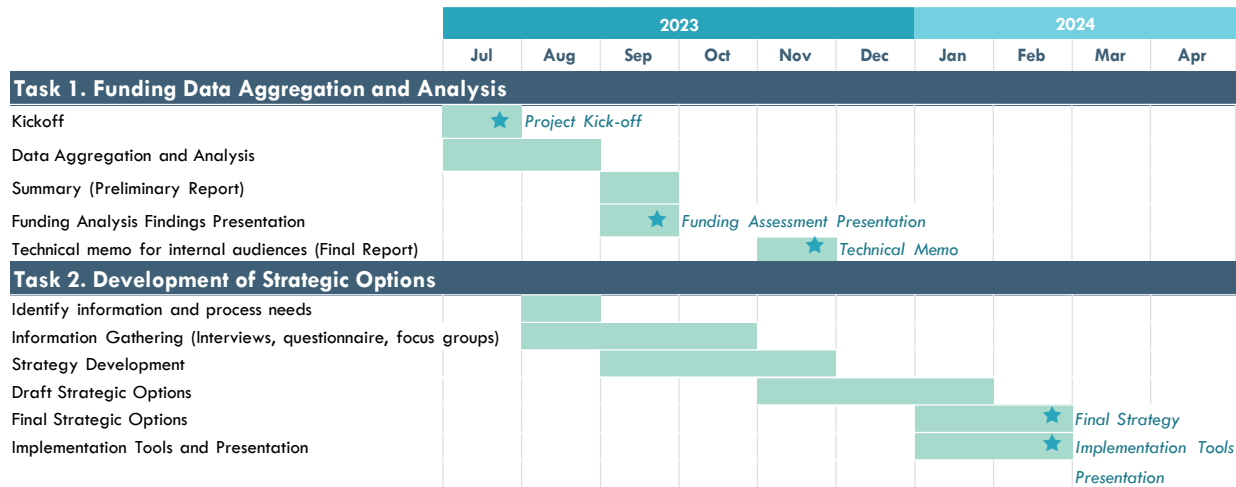 2023 2024
Jul Aug Sep Oct Nov Dec Jan Feb Mar Apr
Task 1. Funding Data Aggregation and Analysis
Kickoff Project Kick-off
Data Aggregation and Analysis
Summary (Preliminary Report)
Funding Analysis Findings Presentation Funding Assessment Presentation
Technical memo for internal audiences (Final Report) Technical Memo
Task 2. Development of Strategic Options
Identify information and process needs
Information Gathering (Interviews, questionnaire, focus groups)
Strategy Development
Draft Strategic Options
Final Strategic Options Final Strategy
Implementation Tools and Presentation Implementation Tools
Presentation